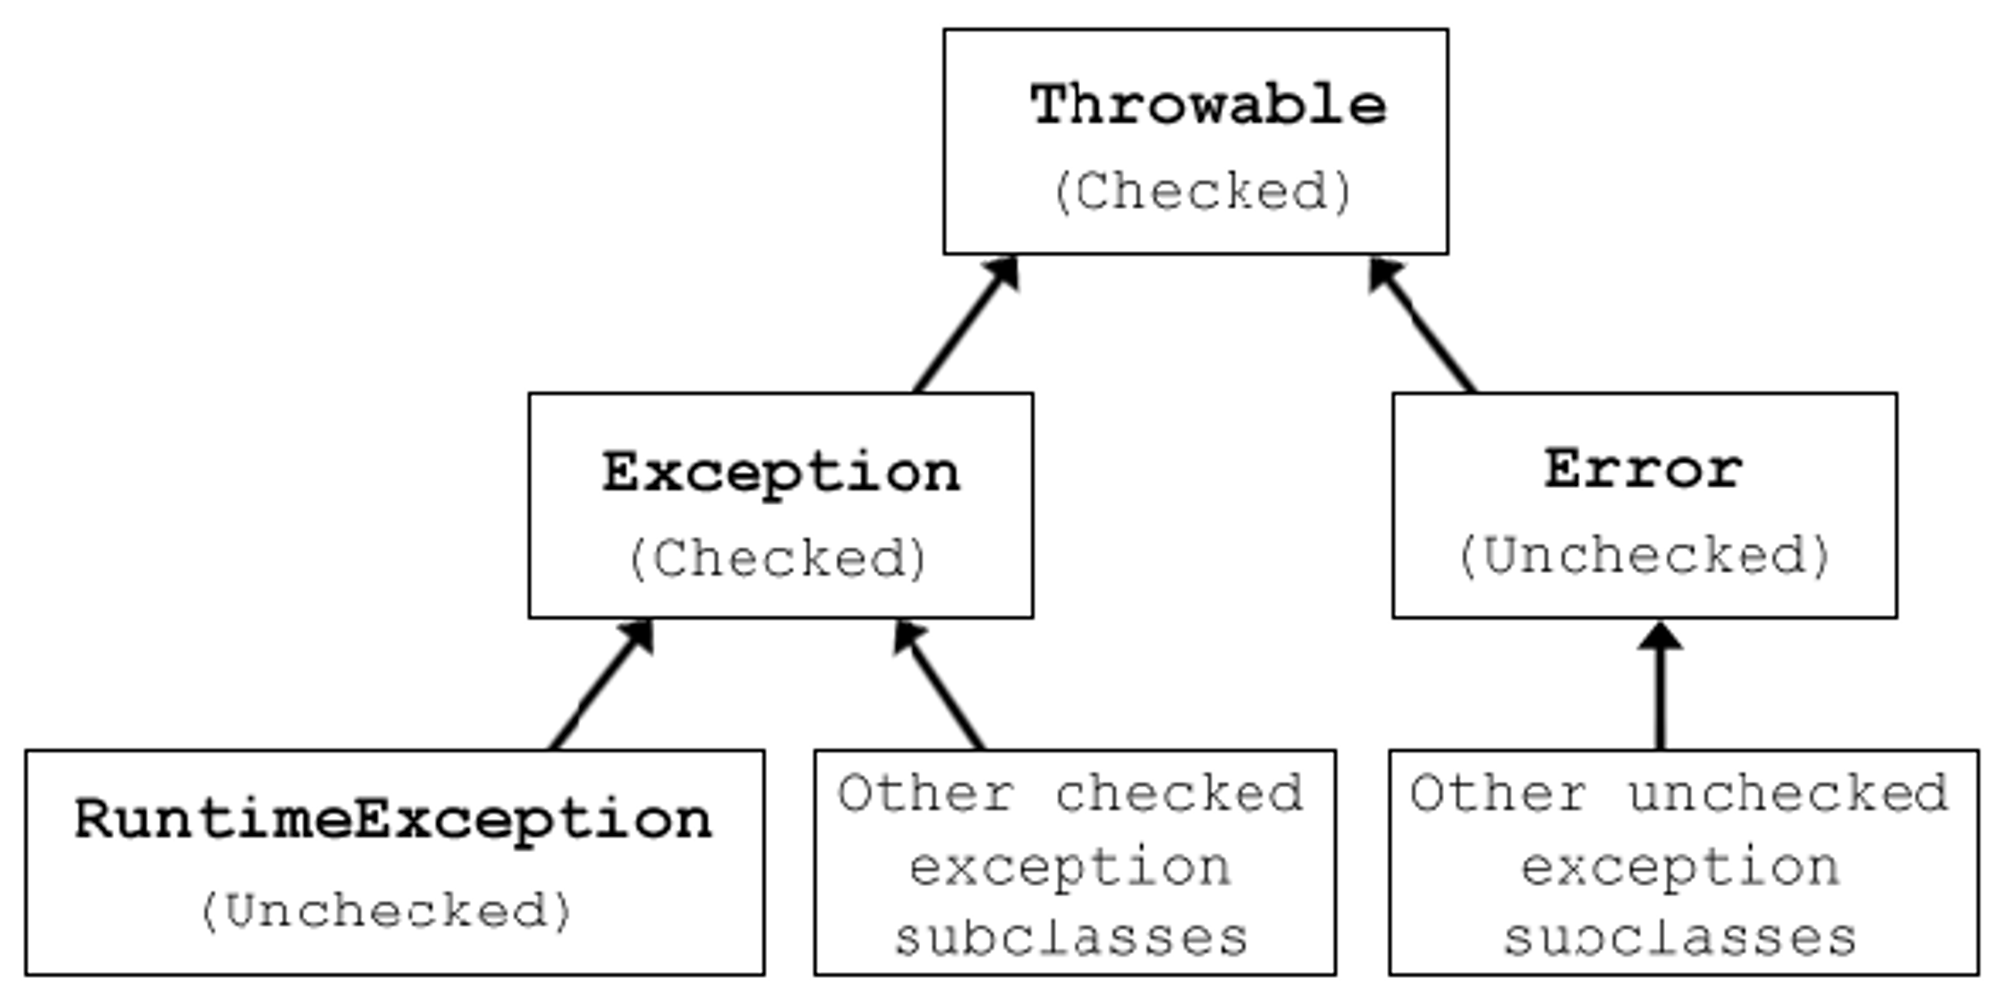 Throwable
(Checked)
Exception
(Checked)
Error
(Unchecked)
RuntimeException
(Unchecked)
Other checked
exception
subclasses
Other unchecked
exception
subclasses